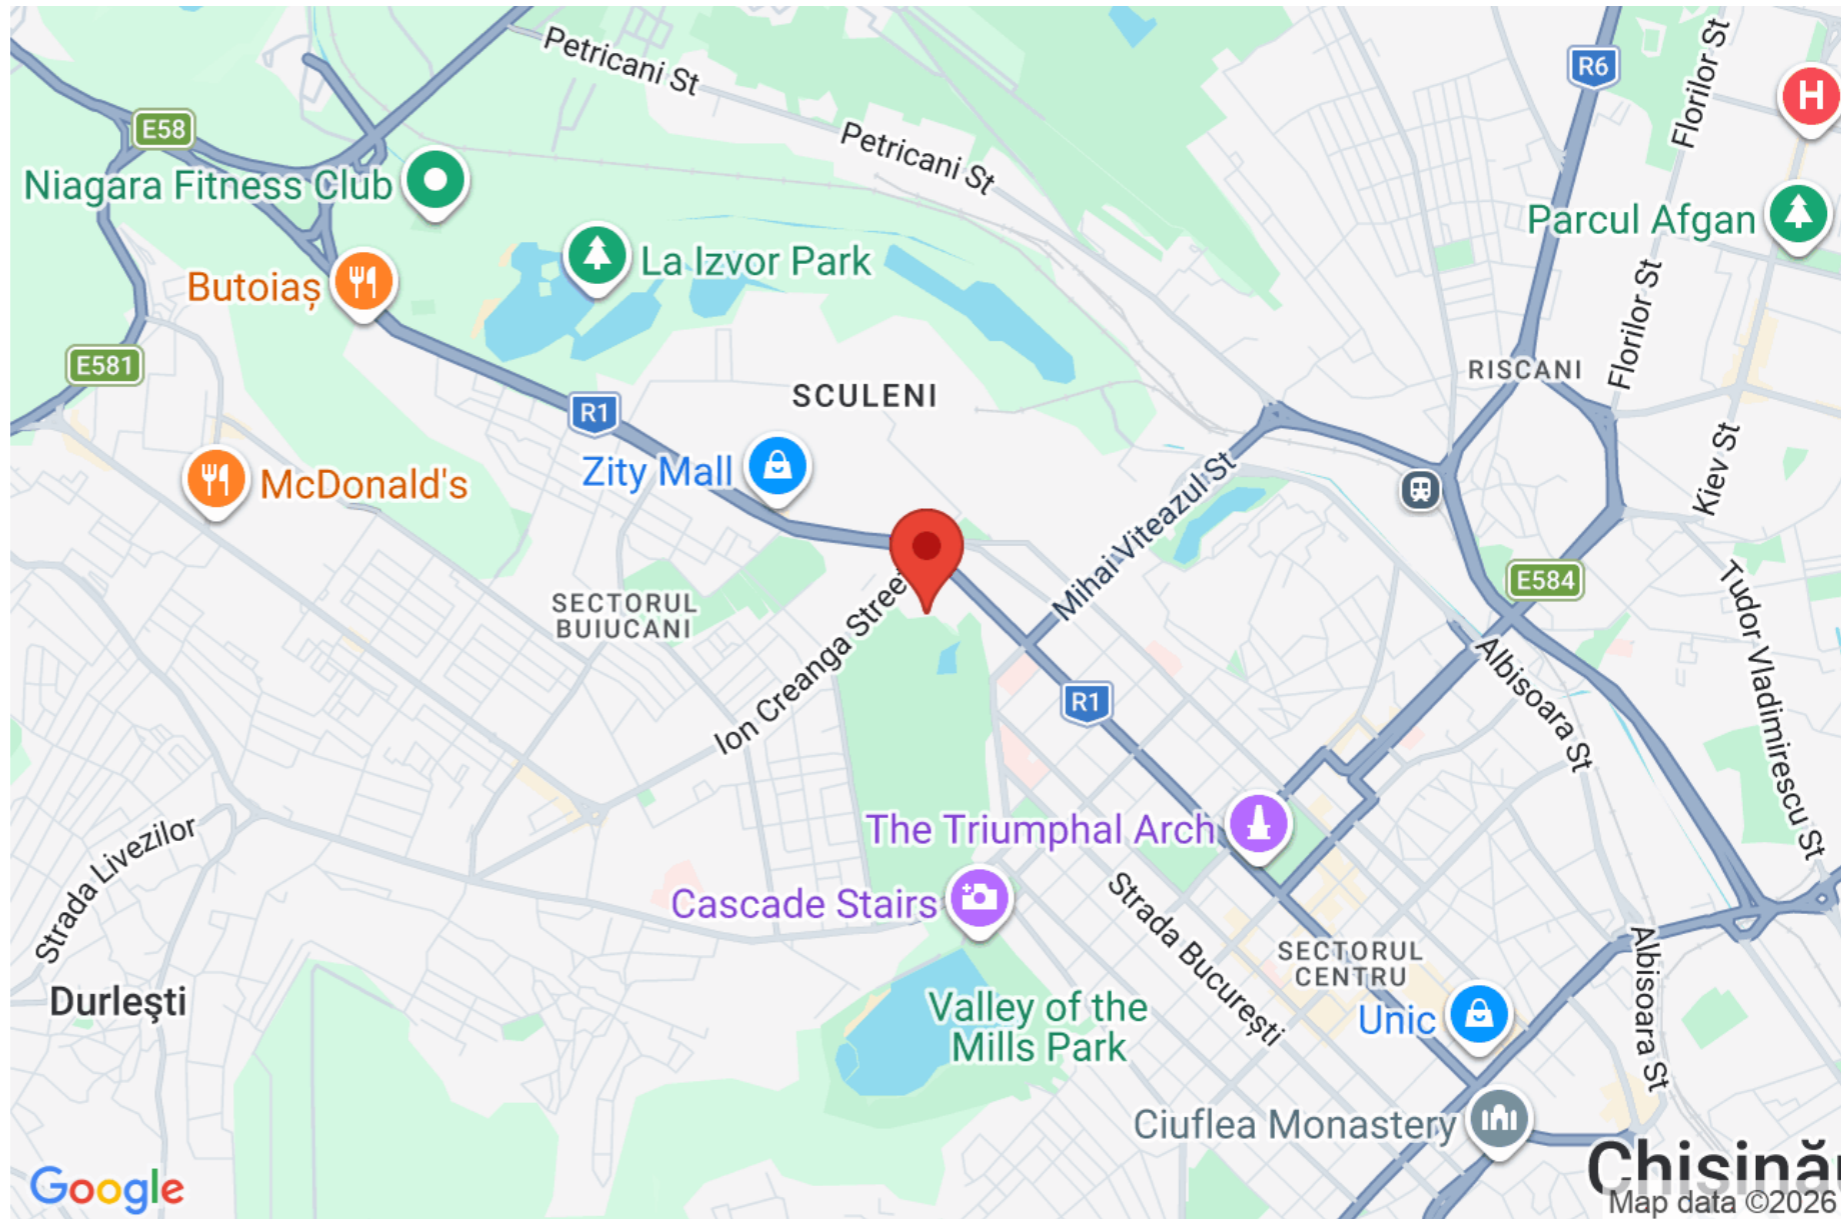 Petricani St
R6
Florilor St
H
E58
Petricani St
Niagara Fitness Club
Parcul Afgan
La Izvor Park
Butoiaș
Florilor St
E581
RISCANI
SCULENI
R1
Zity Mall
McDonald's
Kiev St
Mihai Viteazul St
E584
SECTORUL
BUIUCANI
Ion Creanga Street
Tudor Vladimirescu St
Albisoara St
R1
The Triumphal Arch
Strada Livezilor
Cascade Stairs
Strada București
SECTORUL
CENTRU
Albisoara St
Durleşti
Valley of the
Mills Park
Unic
Ciuflea Monastery
Google
Map data ©2026